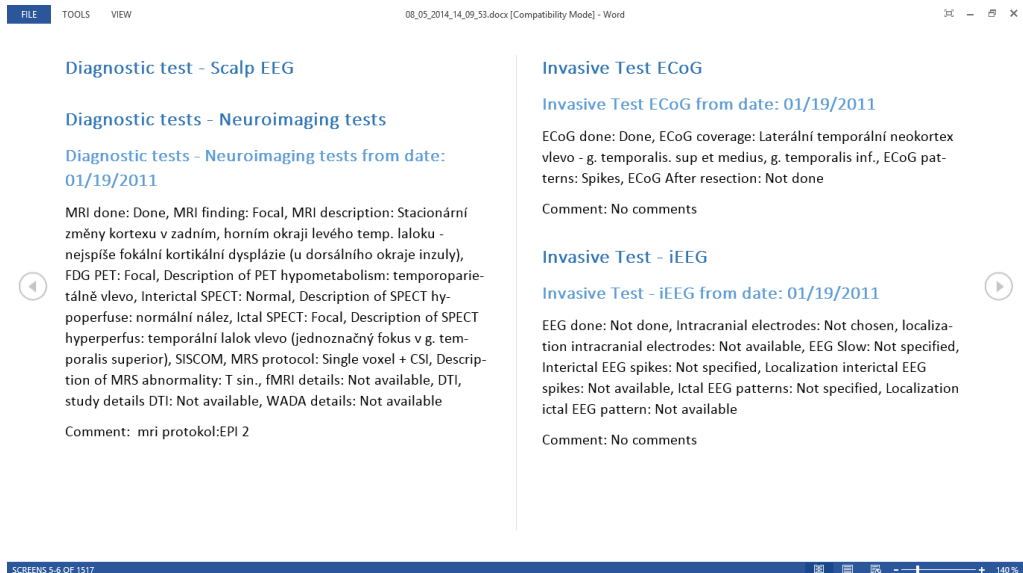 FILE TOOLS VIEW 08_05_2014_14_09_53.docx [Compatibility Mode] - Word
Diagnostic test - Scalp EEG
Diagnostic tests - Neuroimaging tests
Diagnostic tests - Neuroimaging tests from date:
01/19/2011
MRI done: Done, MRI finding: Focal, MRI description: Stacionární
změny kortexu v zadním, horním okraji levého temp. laloku -
nejspíše fokální kortikální dysplázie (u dorsálního okraje inzuly),
FDG PET: Focal, Description of PET hypometabolism: temporoparie-
tálně vlevo, Interictal SPECT: Normal, Description of SPECT hy-
poperfuse: normální nález, Ictal SPECT: Focal, Description of SPECT
hyperperfus: temporální lalok vlevo (jednoznačný fokus v g. tem-
poralis superior), SISCOM, MRS protocol: Single voxel + CSI, Descrip-
tion of MRS abnormality: T sin., fMRI details: Not available, DTI,
study details DTI: Not available, WADA details: Not available
Comment:  mri protokol:EPI 2
Invasive Test ECoG
Invasive Test ECoG from date: 01/19/2011
ECoG done: Done, ECoG coverage: Laterální temporální neokortex
vlevo - g. temporalis. sup et medius, g. temporalis inf., ECoG pat-
terns: Spikes, ECoG After resection: Not done
Comment: No comments
Invasive Test - iEEG
Invasive Test - iEEG from date: 01/19/2011
EEG done: Not done, Intracranial electrodes: Not chosen, localiza-
tion intracranial electrodes: Not available, EEG Slow: Not specified,
Interictal EEG spikes: Not specified, Localization interictal EEG
spikes: Not available, Ictal EEG patterns: Not specified, Localization
ictal EEG pattern: Not available
Comment: No comments
SCREENS 5-6 OF 1517 140 %